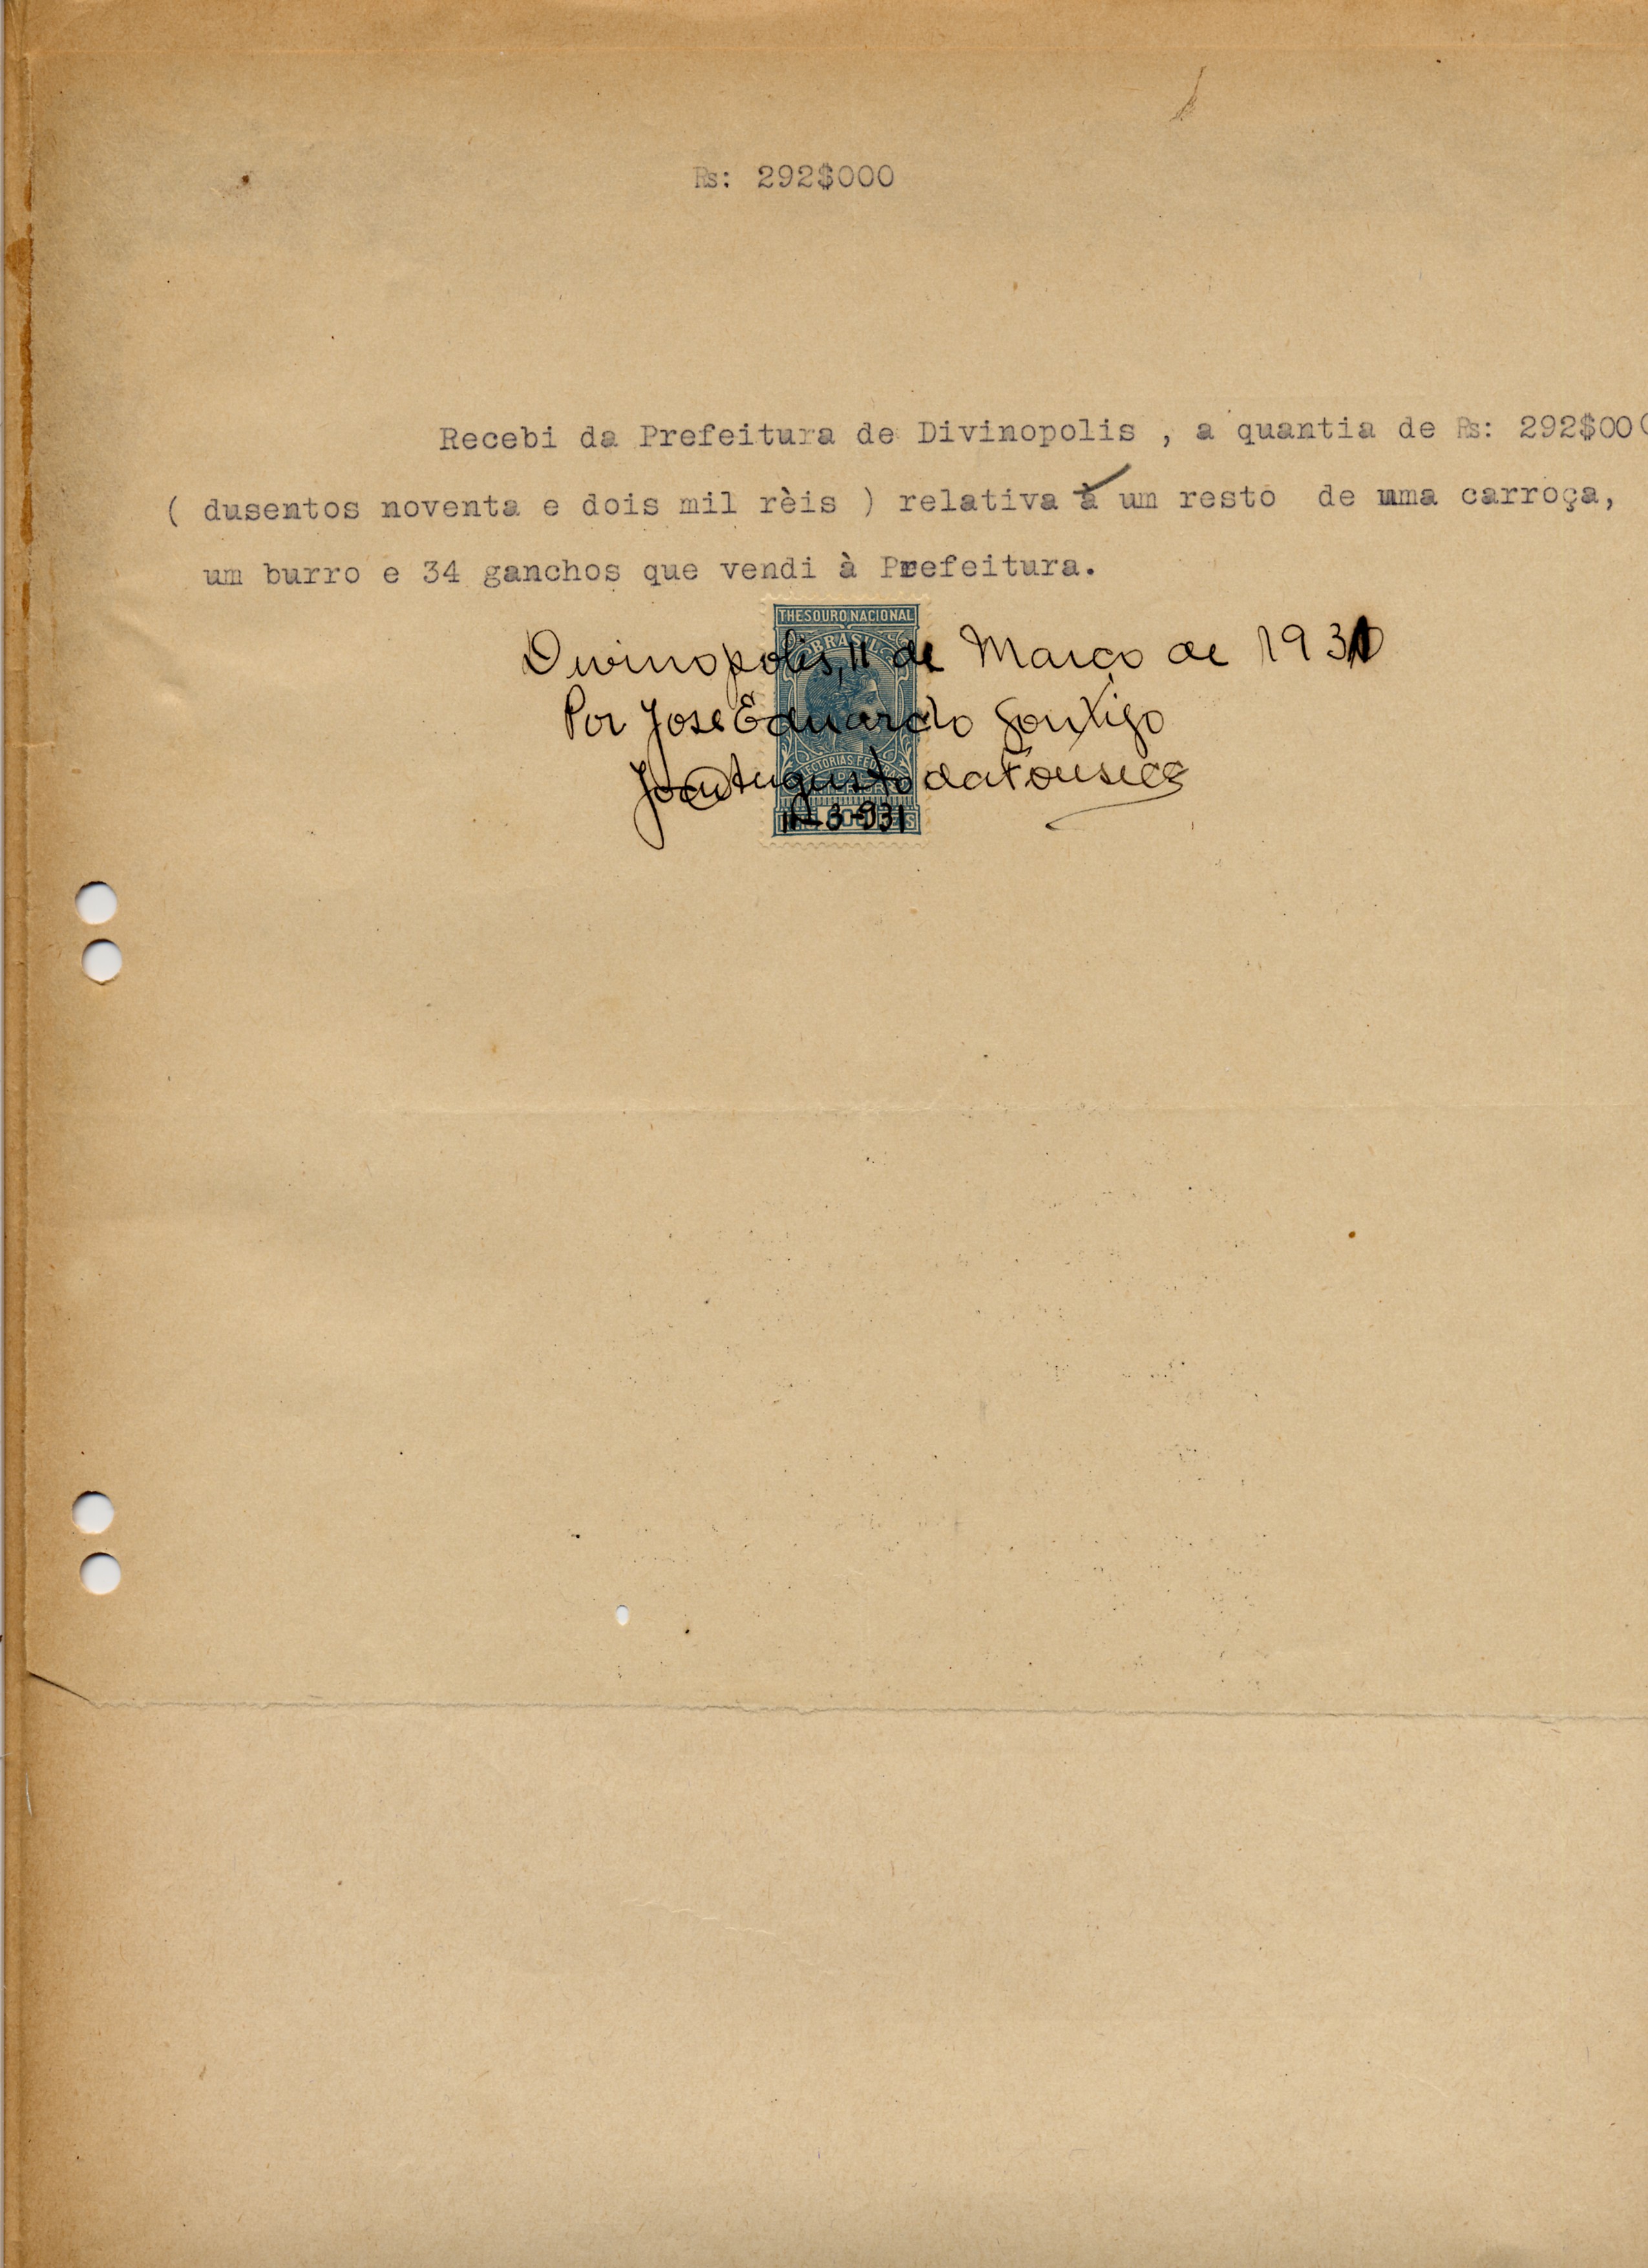 Rs: 292$000
Recebi da Prefeitura de Divinopolis , a quantia de Rs: 292$000
( dusentos noventa e dois mil rèis ) relativa à um resto de uma carroça,
um burro e 34 ganchos que vendi à Prefeitura.
THESOURO NACIONAL
BRASIL
Divinopolis, 11 de Março de 1931
Por José Eduardo Gontigo
João Augusto da Fonseca
11-3-931